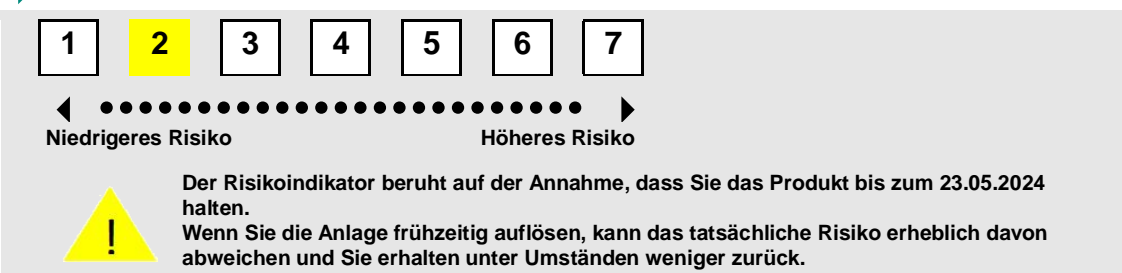 1 2 3 4 5 6 7
Niedrigeres Risiko Höheres Risiko
Der Risikoindikator beruht auf der Annahme, dass Sie das Produkt bis zum 23.05.2024
halten.
Wenn Sie die Anlage frühzeitig auflösen, kann das tatsächliche Risiko erheblich davon
abweichen und Sie erhalten unter Umständen weniger zurück.
!